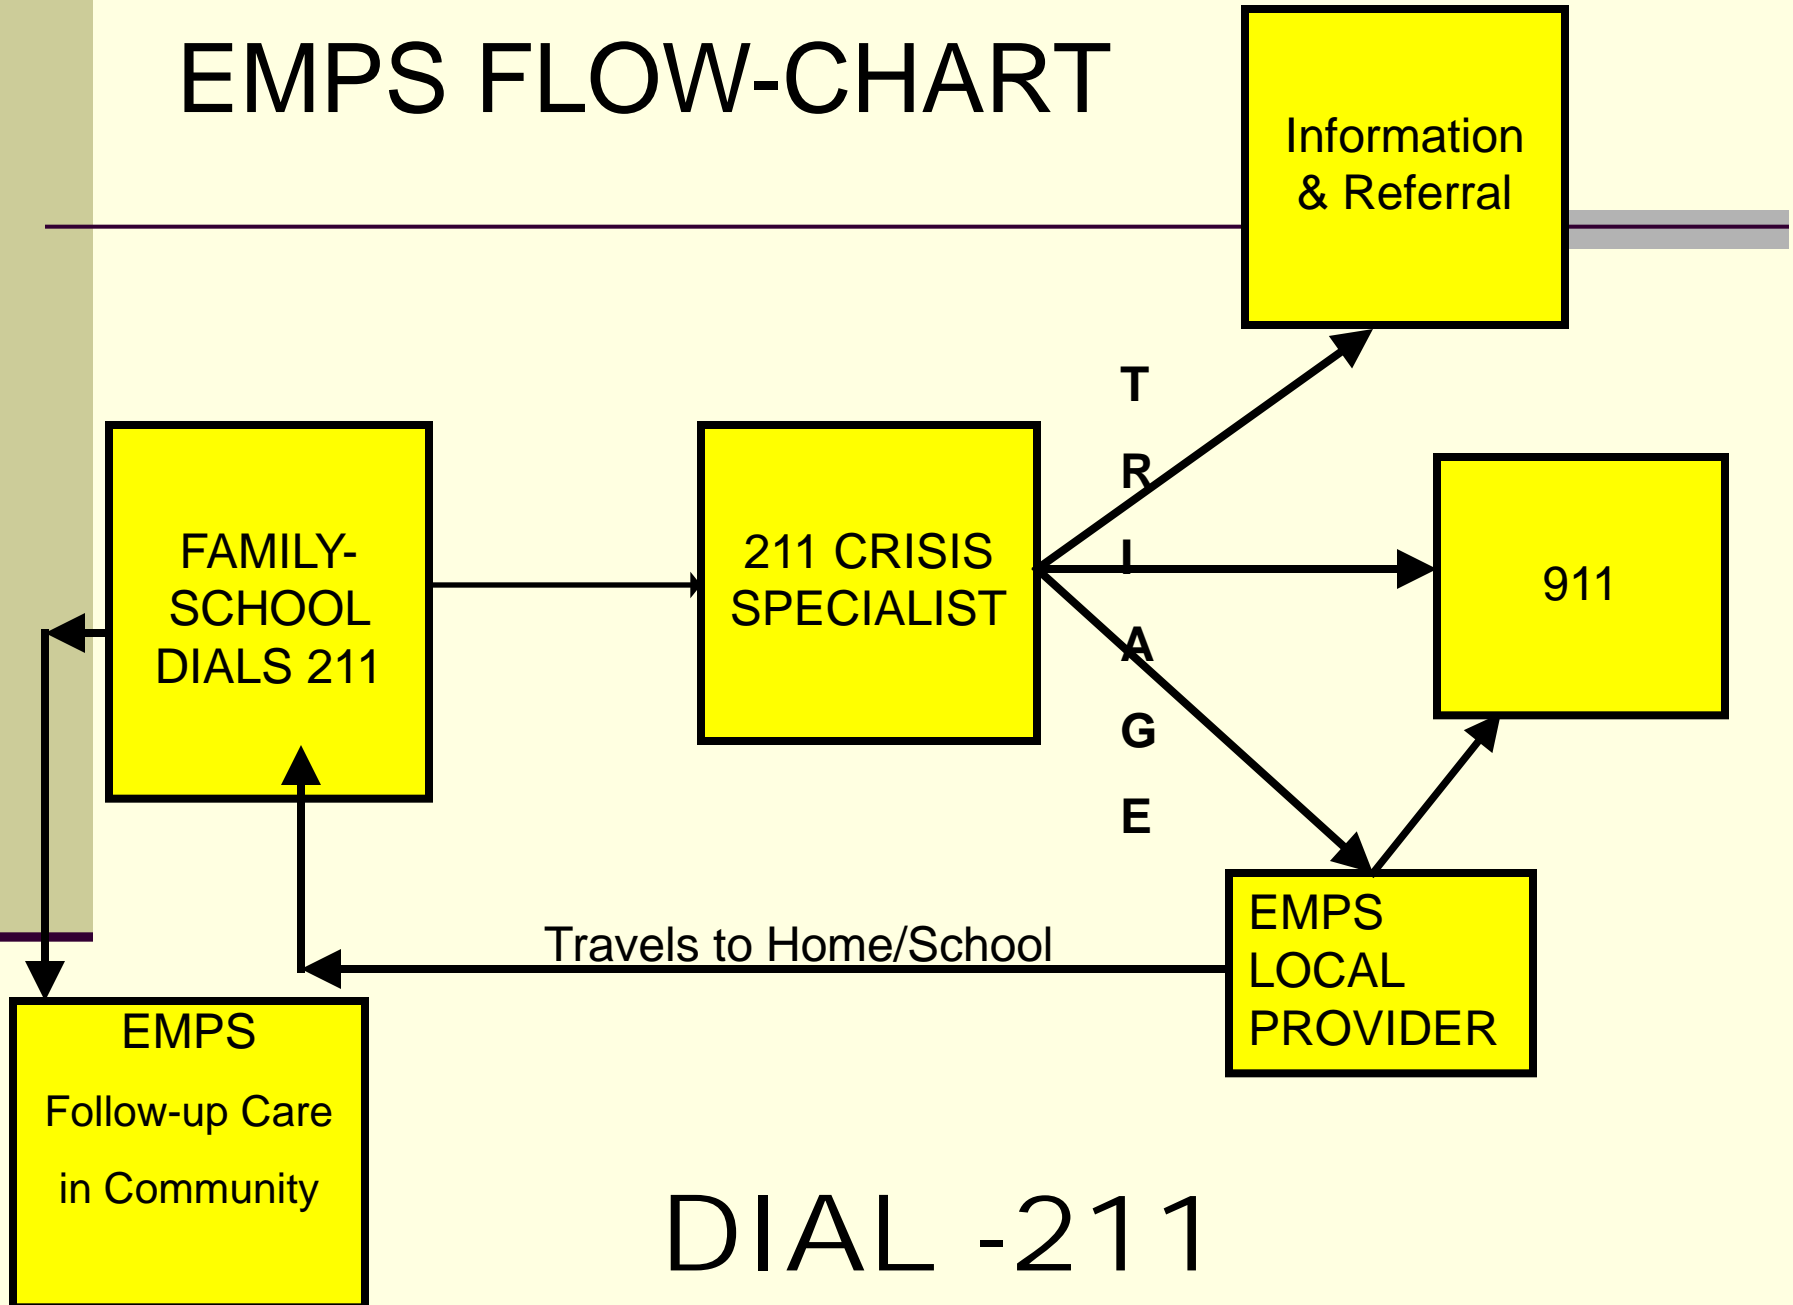 EMPS FLOW-CHART
Information
& Referral
T
R
I
A
G
E
FAMILY-
SCHOOL
DIALS 211
211 CRISIS
SPECIALIST
911
Travels to Home/School
EMPS
LOCAL
PROVIDER
EMPS
Follow-up Care
in Community
DIAL -211